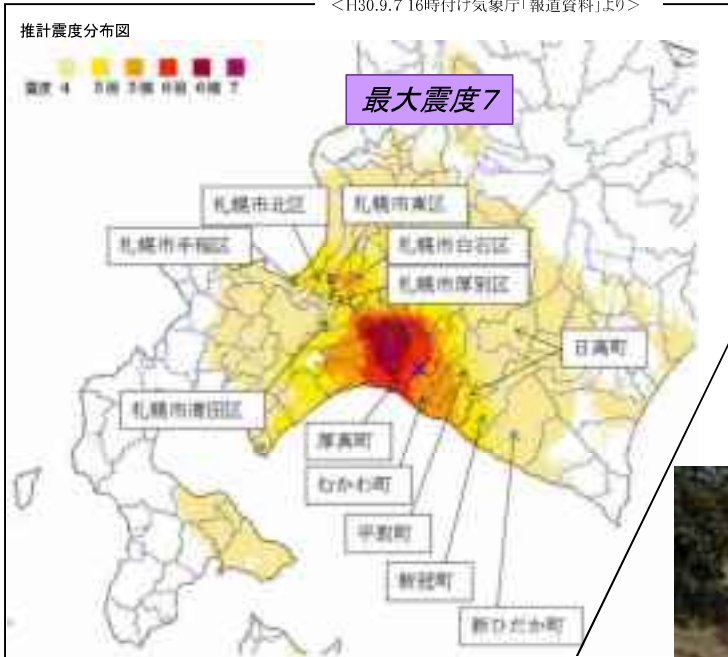 <H30.9.7 16時付け気象庁「報道資料」より>
推計震度分布図
震度 4 5弱 5強 6弱 6強 7
最大震度7
札幌市北区
札幌市東区
札幌市手稲区
札幌市白石区
札幌市厚別区
日高町
札幌市清田区
厚真町
むかわ町
平取町
新冠町
新ひだか町